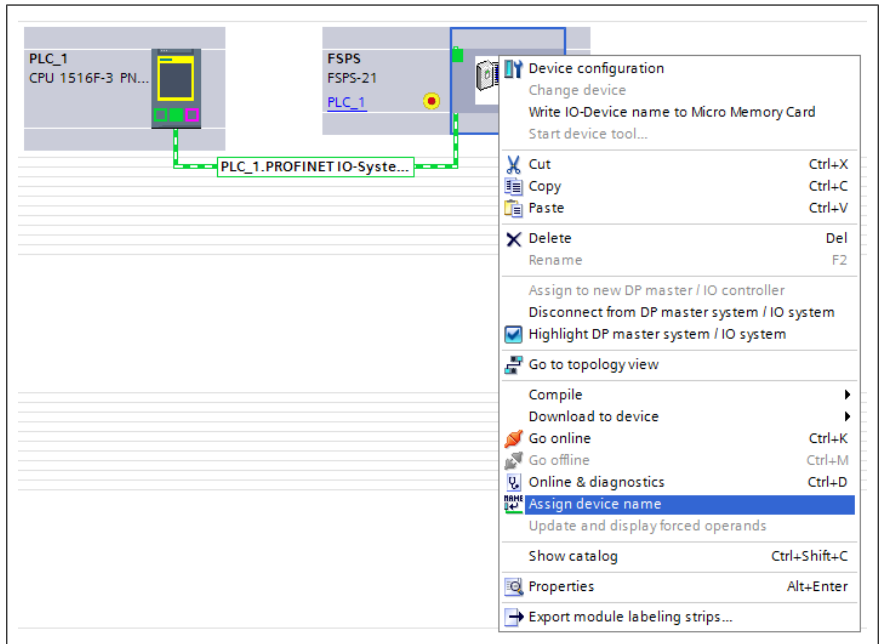 PLC_1
CPU 1516F-3 PN...
FSPS
FSPS-21
PLC_1
PLC_1.PROFINET IO-Syste...
Device configuration
Change device
Write IO-Device name to Micro Memory Card
Start device tool...
Cut Ctrl+X
Copy Ctrl+C
Paste Ctrl+V
Delete Del
Rename F2
Assign to new DP master / IO controller
Disconnect from DP master system / IO system
Highlight DP master system / IO system
Go to topology view
Compile
Download to device
Go online Ctrl+K
Go offline Ctrl+M
Online & diagnostics Ctrl+D
NAME
Assign device name
Update and display forced operands
Show catalog Ctrl+Shift+C
Properties Alt+Enter
Export module labeling strips...